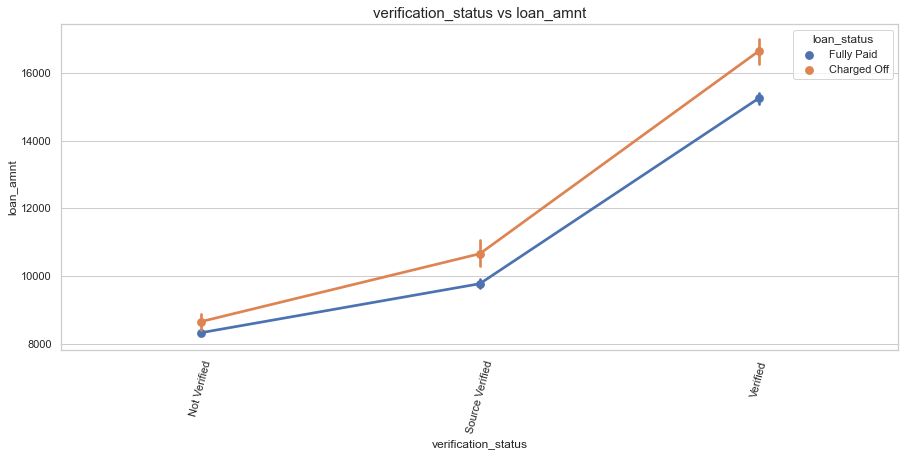 verification_status vs loan_amnt
loan_status
Fully Paid
Charged Off
16000
14000
12000
10000
8000
loan_amnt
Not Verified
Source Verified
Verified
verification_status